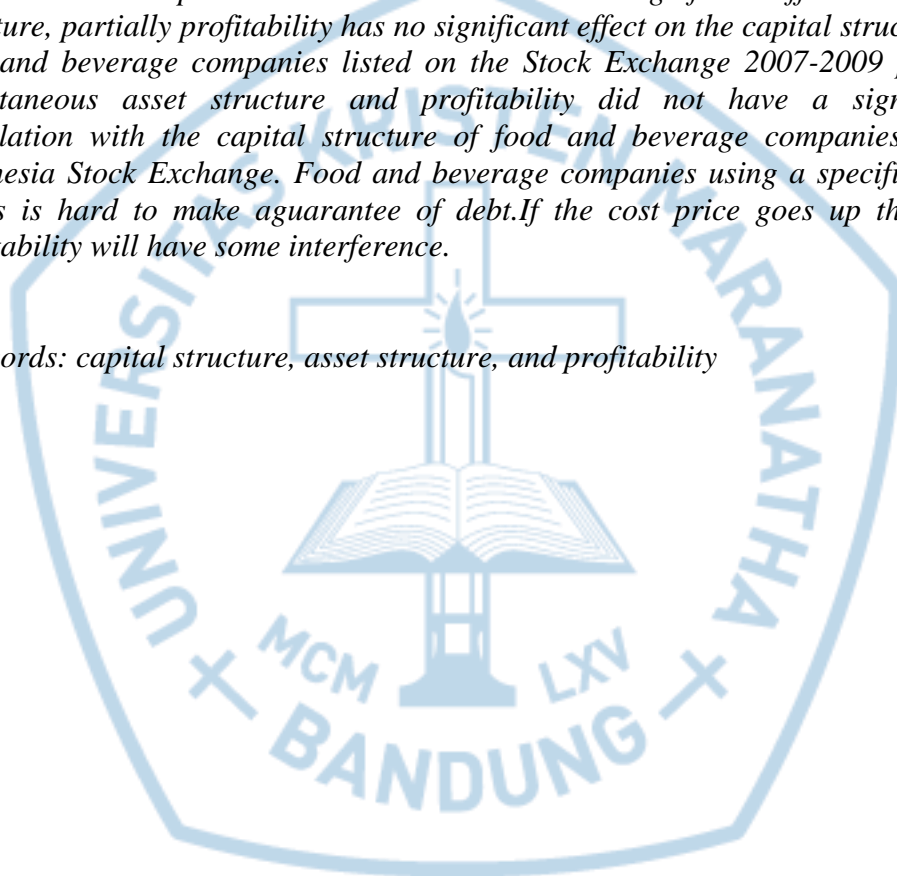 ture, partially profitability has no significant effect on the capital struc
and beverage companies listed on the Stock Exchange 2007-2009
taneous asset structure and profitability did not have a sign
lation with the capital structure of food and beverage companies
nesia Stock Exchange. Food and beverage companies using a specifi
s is hard to make aguarantee of debt.If the cost price goes up th
tability will have some interference.
ords: capital structure, asset structure, and profitability
UNIVERSITAS KRISTEN MARANATHA
MCM LXV
BANDUNG